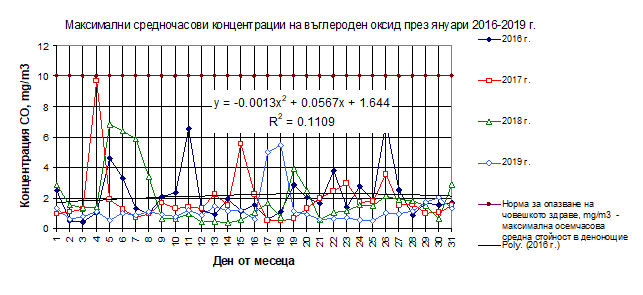 Максимални средночасови концентрации на въглероден оксид през януари 2016-2019 г.
Концентрация CO, mg/m3
12
10
8
6
4
2
0
y = -0.0013x² + 0.0567x + 1.644
R² = 0.1109
1 2 3 4 5 6 7 8 9 10 11 12 13 14 15 16 17 18 19 20 21 22 23 24 25 26 27 28 29 30 31
Ден от месеца
2016 г.
2017 г.
2018 г.
2019 г.
Норма за опазване на
човешкото здраве, mg/m3 -
максимална осемчасова
средна стойност в денонощие
Poly. (2016 г.)